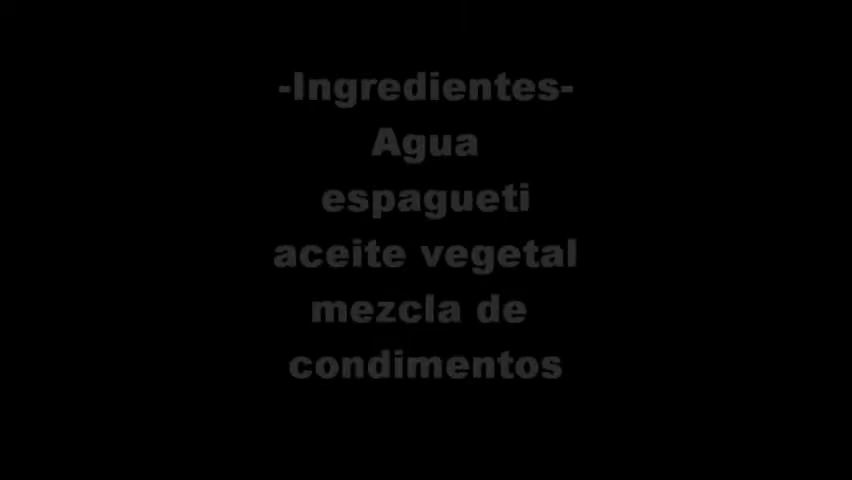 -Ingredientes-
Agua
espagueti
aceite vegetal
mezcla de
condimentos